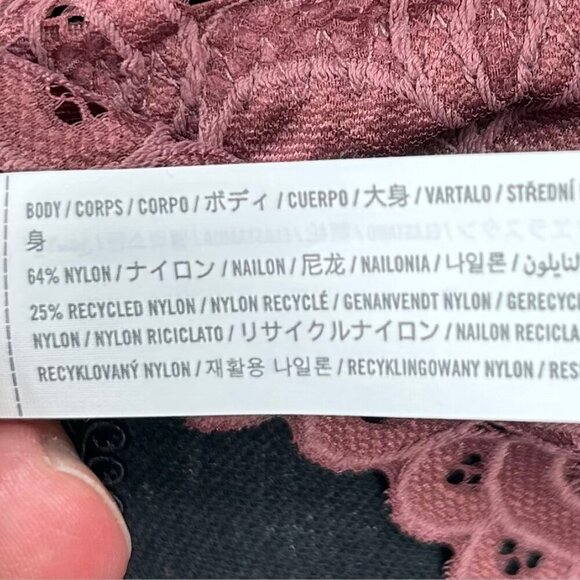 BODY / CORPS / CORPO / ボディ / CUERPO / 大身 / VARTALO / STŘEDNÍ
身
64% NYLON / ナイロン / NAILON / 尼龙 / NAILONIA / 나일론 /
25% RECYCLED NYLON / NYLON RECYCLÉ / GENANVENDT NYLON / GERECYC
NYLON / NYLON RICICLATO / リサイクルナイロン / NAILON RECICLA
RECYKLOVANÝ NYLON / 재활용 나일론 / RECYKLINGOWANY NYLON / RES